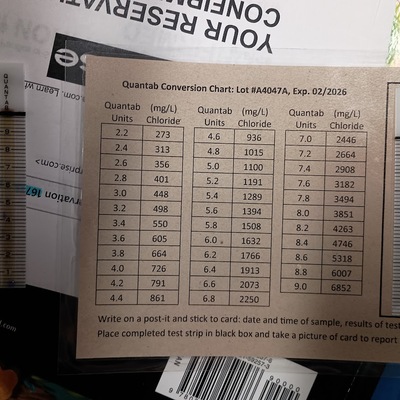 YOUR RESERVATI
CONFIRM
Quantab Conversion Chart: Lot #A4047A, Exp. 02/2026
Quantab Units (mg/L) Chloride Quantab Units (mg/L) Chloride Quantab Units (mg/L) Chloride
2.2 273 4.6 936 7.0 2446
2.4 313 4.8 1015 7.2 2664
2.6 356 5.0 1100 7.4 2908
2.8 401 5.2 1191 7.6 3182
3.0 448 5.4 1289 7.8 3494
3.2 498 5.6 1394 8.0 3851
3.4 550 5.8 1508 8.2 4263
3.6 605 6.0 1632 8.4 4746
3.8 664 6.2 1766 8.6 5318
4.0 726 6.4 1913 8.8 6007
4.2 791 6.6 2073 9.0 6852
4.4 861 6.8 2250
Write on a post-it and stick to card: date and time of sample, results of test
Place completed test strip in black box and take a picture of card to report
QUANTAB
s.com. Learn wh
rprise.com>
ervation 167